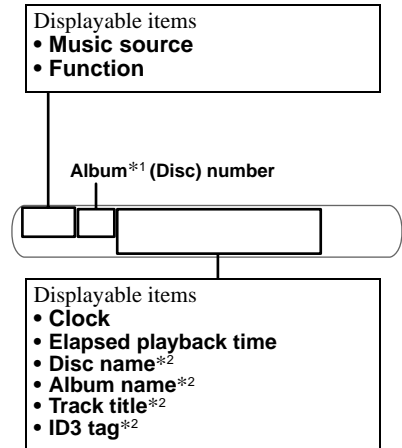 Displayable items
• Music source
• Function
Album*1 (Disc) number
Displayable items
• Clock
• Elapsed playback time
• Disc name*2
• Album name*2
• Track title*2
• ID3 tag*2